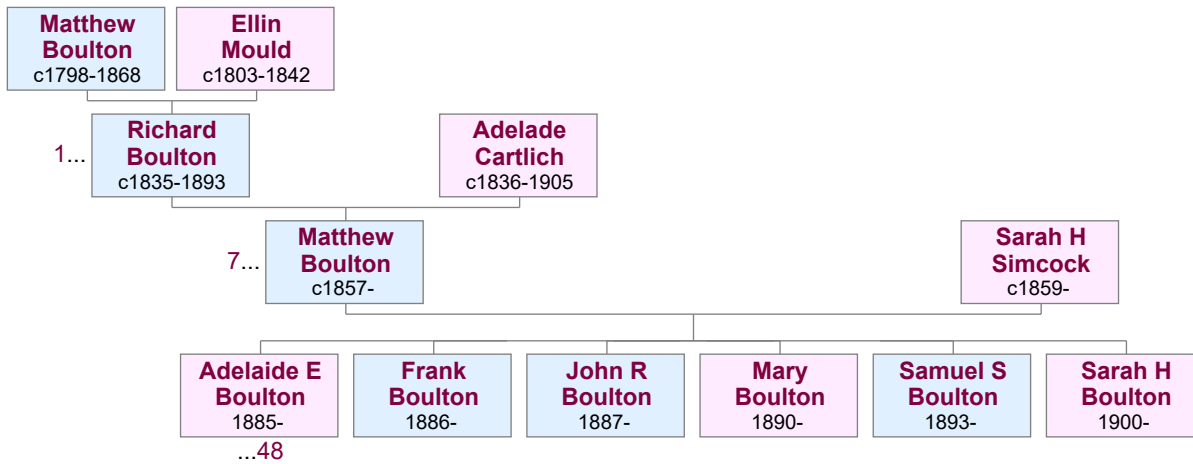 Matthew
Boulton
c1798-1868
Ellin
Mould
c1803-1842
1...
Richard
Boulton
c1835-1893
Adelade
Cartlich
c1836-1905
7...
Matthew
Boulton
c1857-
Sarah H
Simcock
c1859-
Adelaide E
Boulton
1885-
Frank
Boulton
1886-
John R
Boulton
1887-
Mary
Boulton
1890-
Samuel S
Boulton
1893-
Sarah H
Boulton
1900-
...48